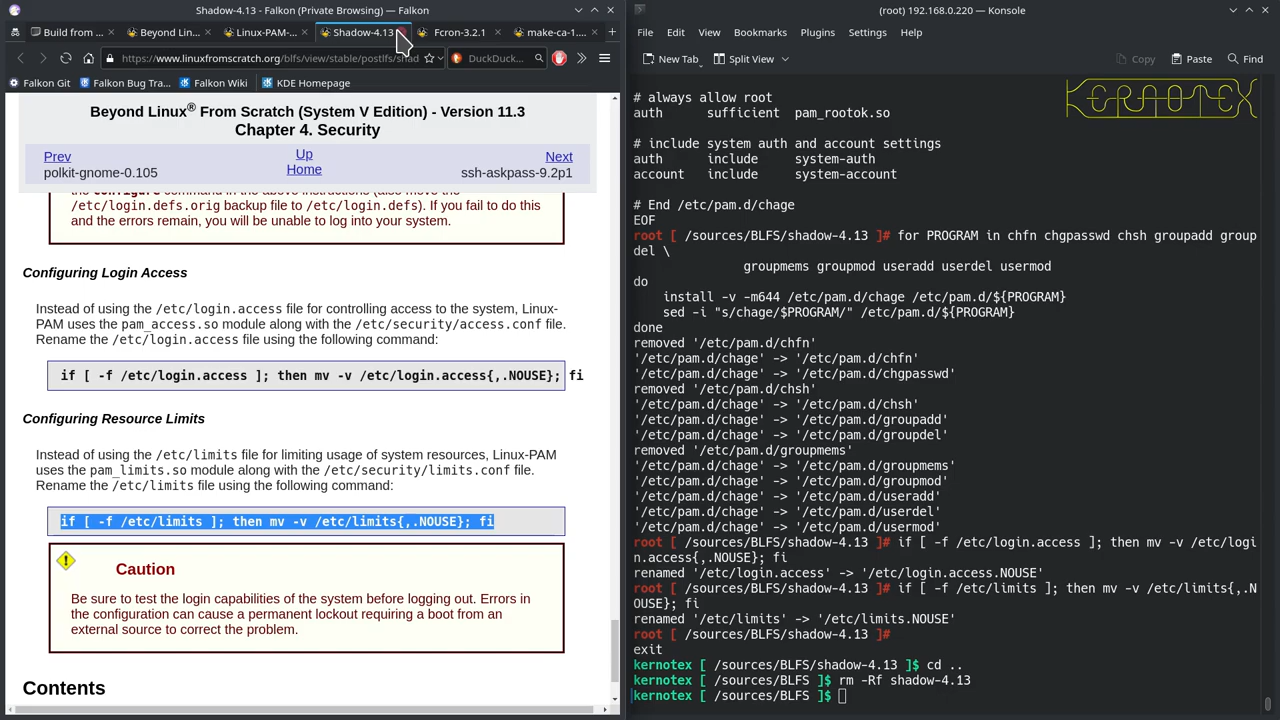 Shadow-4.13 - Falkon (Private Browsing) — Falkon
Build from
Beyond Lin...
Linux-PAM-...
Shadow-4.13
Fcron-3.2.1
make-ca-1....
https://www.linuxfromscratch.org/blfs/view/stable/postlfs/shad
DuckDuck...
Falkon Git
Falkon Bug Tra...
Falkon Wiki
KDE Homepage
Beyond Linux® From Scratch (System V Edition) - Version 11.3
Chapter 4. Security
Prev
Up
Next
polkit-gnome-0.105
Home
ssh-askpass-9.2p1
the configure command in the above instructions (also move the
/etc/login.defs.orig backup file to /etc/login.defs). If you fail to do this
and the errors remain, you will be unable to log into your system.
Configuring Login Access
Instead of using the /etc/login.access file for controlling access to the system, Linux-
PAM uses the pam_access.so module along with the /etc/security/access.conf file.
Rename the /etc/login.access file using the following command:
if [ -f /etc/login.access ]; then mv -v /etc/login.access{,.NOUSE}; fi
Configuring Resource Limits
Instead of using the /etc/limits file for limiting usage of system resources, Linux-PAM
uses the pam_limits.so module along with the /etc/security/limits.conf file.
Rename the /etc/limits file using the following command:
if [ -f /etc/limits ]; then mv -v /etc/limits{,.NOUSE}; fi
Caution
Be sure to test the login capabilities of the system before logging out. Errors in
the configuration can cause a permanent lockout requiring a boot from an
external source to correct the problem.
Contents
(root) 192.168.0.220 — Konsole
File Edit View Bookmarks Plugins Settings Help
New Tab Split View Copy Paste Find
KERNOTEX
# always allow root
auth sufficient pam_rootok.so
# include system auth and account settings
auth include system-auth
account include system-account
# End /etc/pam.d/chage
EOF
root [ /sources/BLFS/shadow-4.13 ]# for PROGRAM in chfn chgpasswd chsh groupadd group
del \
groupmems groupmod useradd userdel usermod
do
install -v -m644 /etc/pam.d/chage /etc/pam.d/${PROGRAM}
sed -i "s/chage/$PROGRAM/" /etc/pam.d/${PROGRAM}
done
removed '/etc/pam.d/chfn'
'/etc/pam.d/chage' -> '/etc/pam.d/chfn'
'/etc/pam.d/chage' -> '/etc/pam.d/chgpasswd'
removed '/etc/pam.d/chsh'
'/etc/pam.d/chage' -> '/etc/pam.d/chsh'
'/etc/pam.d/chage' -> '/etc/pam.d/groupadd'
'/etc/pam.d/chage' -> '/etc/pam.d/groupdel'
removed '/etc/pam.d/groupmems'
'/etc/pam.d/chage' -> '/etc/pam.d/groupmems'
'/etc/pam.d/chage' -> '/etc/pam.d/groupmod'
'/etc/pam.d/chage' -> '/etc/pam.d/useradd'
'/etc/pam.d/chage' -> '/etc/pam.d/userdel'
'/etc/pam.d/chage' -> '/etc/pam.d/usermod'
root [ /sources/BLFS/shadow-4.13 ]# if [ -f /etc/login.access ]; then mv -v /etc/logi
n.access{,.NOUSE}; fi
renamed '/etc/login.access' -> '/etc/login.access.NOUSE'
root [ /sources/BLFS/shadow-4.13 ]# if [ -f /etc/limits ]; then mv -v /etc/limits{,.N
OUSE}; fi
renamed '/etc/limits' -> '/etc/limits.NOUSE'
root [ /sources/BLFS/shadow-4.13 ]#
exit
kernotex [ /sources/BLFS/shadow-4.13 ]$ cd ..
kernotex [ /sources/BLFS ]$ rm -Rf shadow-4.13
kernotex [ /sources/BLFS ]$